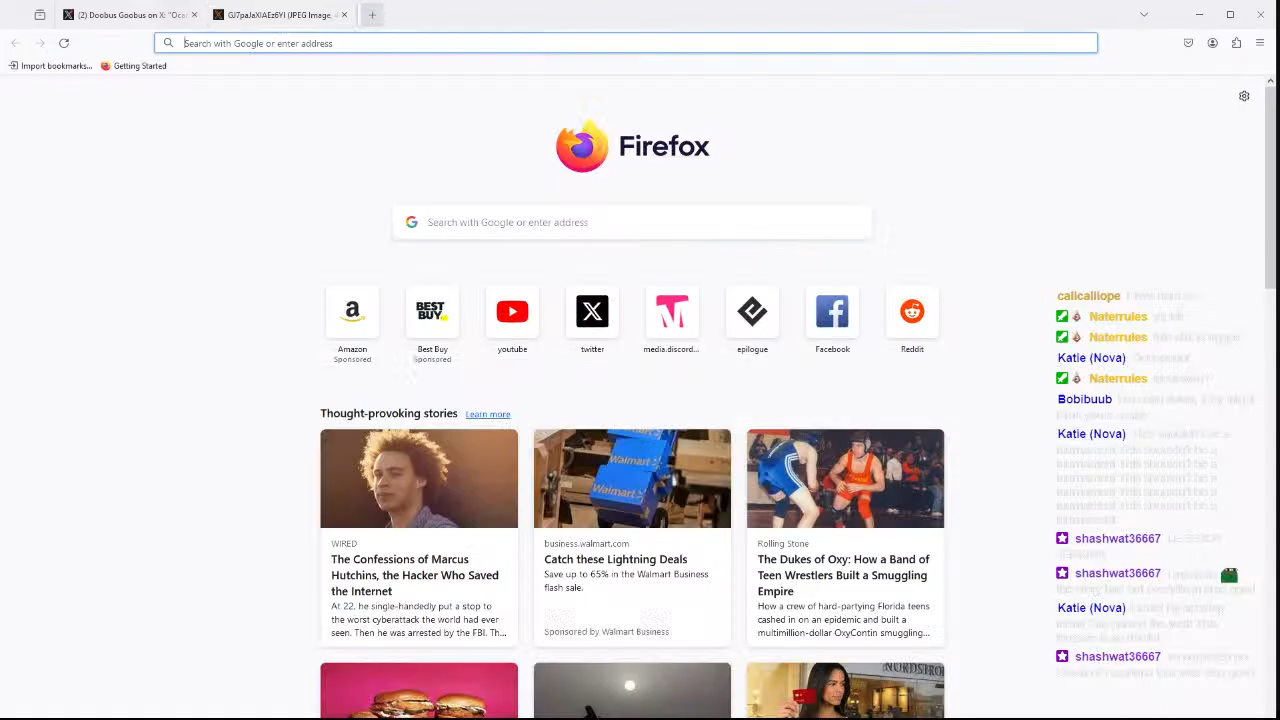 (2) Doobus Goobus on X: "Ocar
GJ7paJaXIAEz6YI (JPEG Image, 4
Search with Google or enter address
Import bookmarks...
Getting Started
Firefox
Search with Google or enter address
a
BEST BUY
Amazon
Sponsored
Best Buy
Sponsored
youtube
twitter
media.discord...
epilogue
Facebook
Reddit
Thought-provoking stories
Learn more
WIRED
The Confessions of Marcus
Hutchins, the Hacker Who Saved
the Internet
At 22, he single-handedly put a stop to
the worst cyberattack the world had ever
seen. Then he was arrested by the FBI. Th...
Walmart
Walmart
business.walmart.com
Catch these Lightning Deals
Save up to 65% in the Walmart Business
flash sale.
Sponsored by Walmart Business
Rolling Stone
The Dukes of Oxy: How a Band of
Teen Wrestlers Built a Smuggling
Empire
How a crew of hard-partying Florida teens
cashed in on an epidemic and built a
multimillion-dollar OxyContin smuggling...
NORDSTRO
calicalliope
Naterrules
Naterrules
Katie (Nova)
Naterrules
Bobibuub
Katie (Nova)
shashwat36667
shashwat36667
Katie (Nova)
shashwat36667